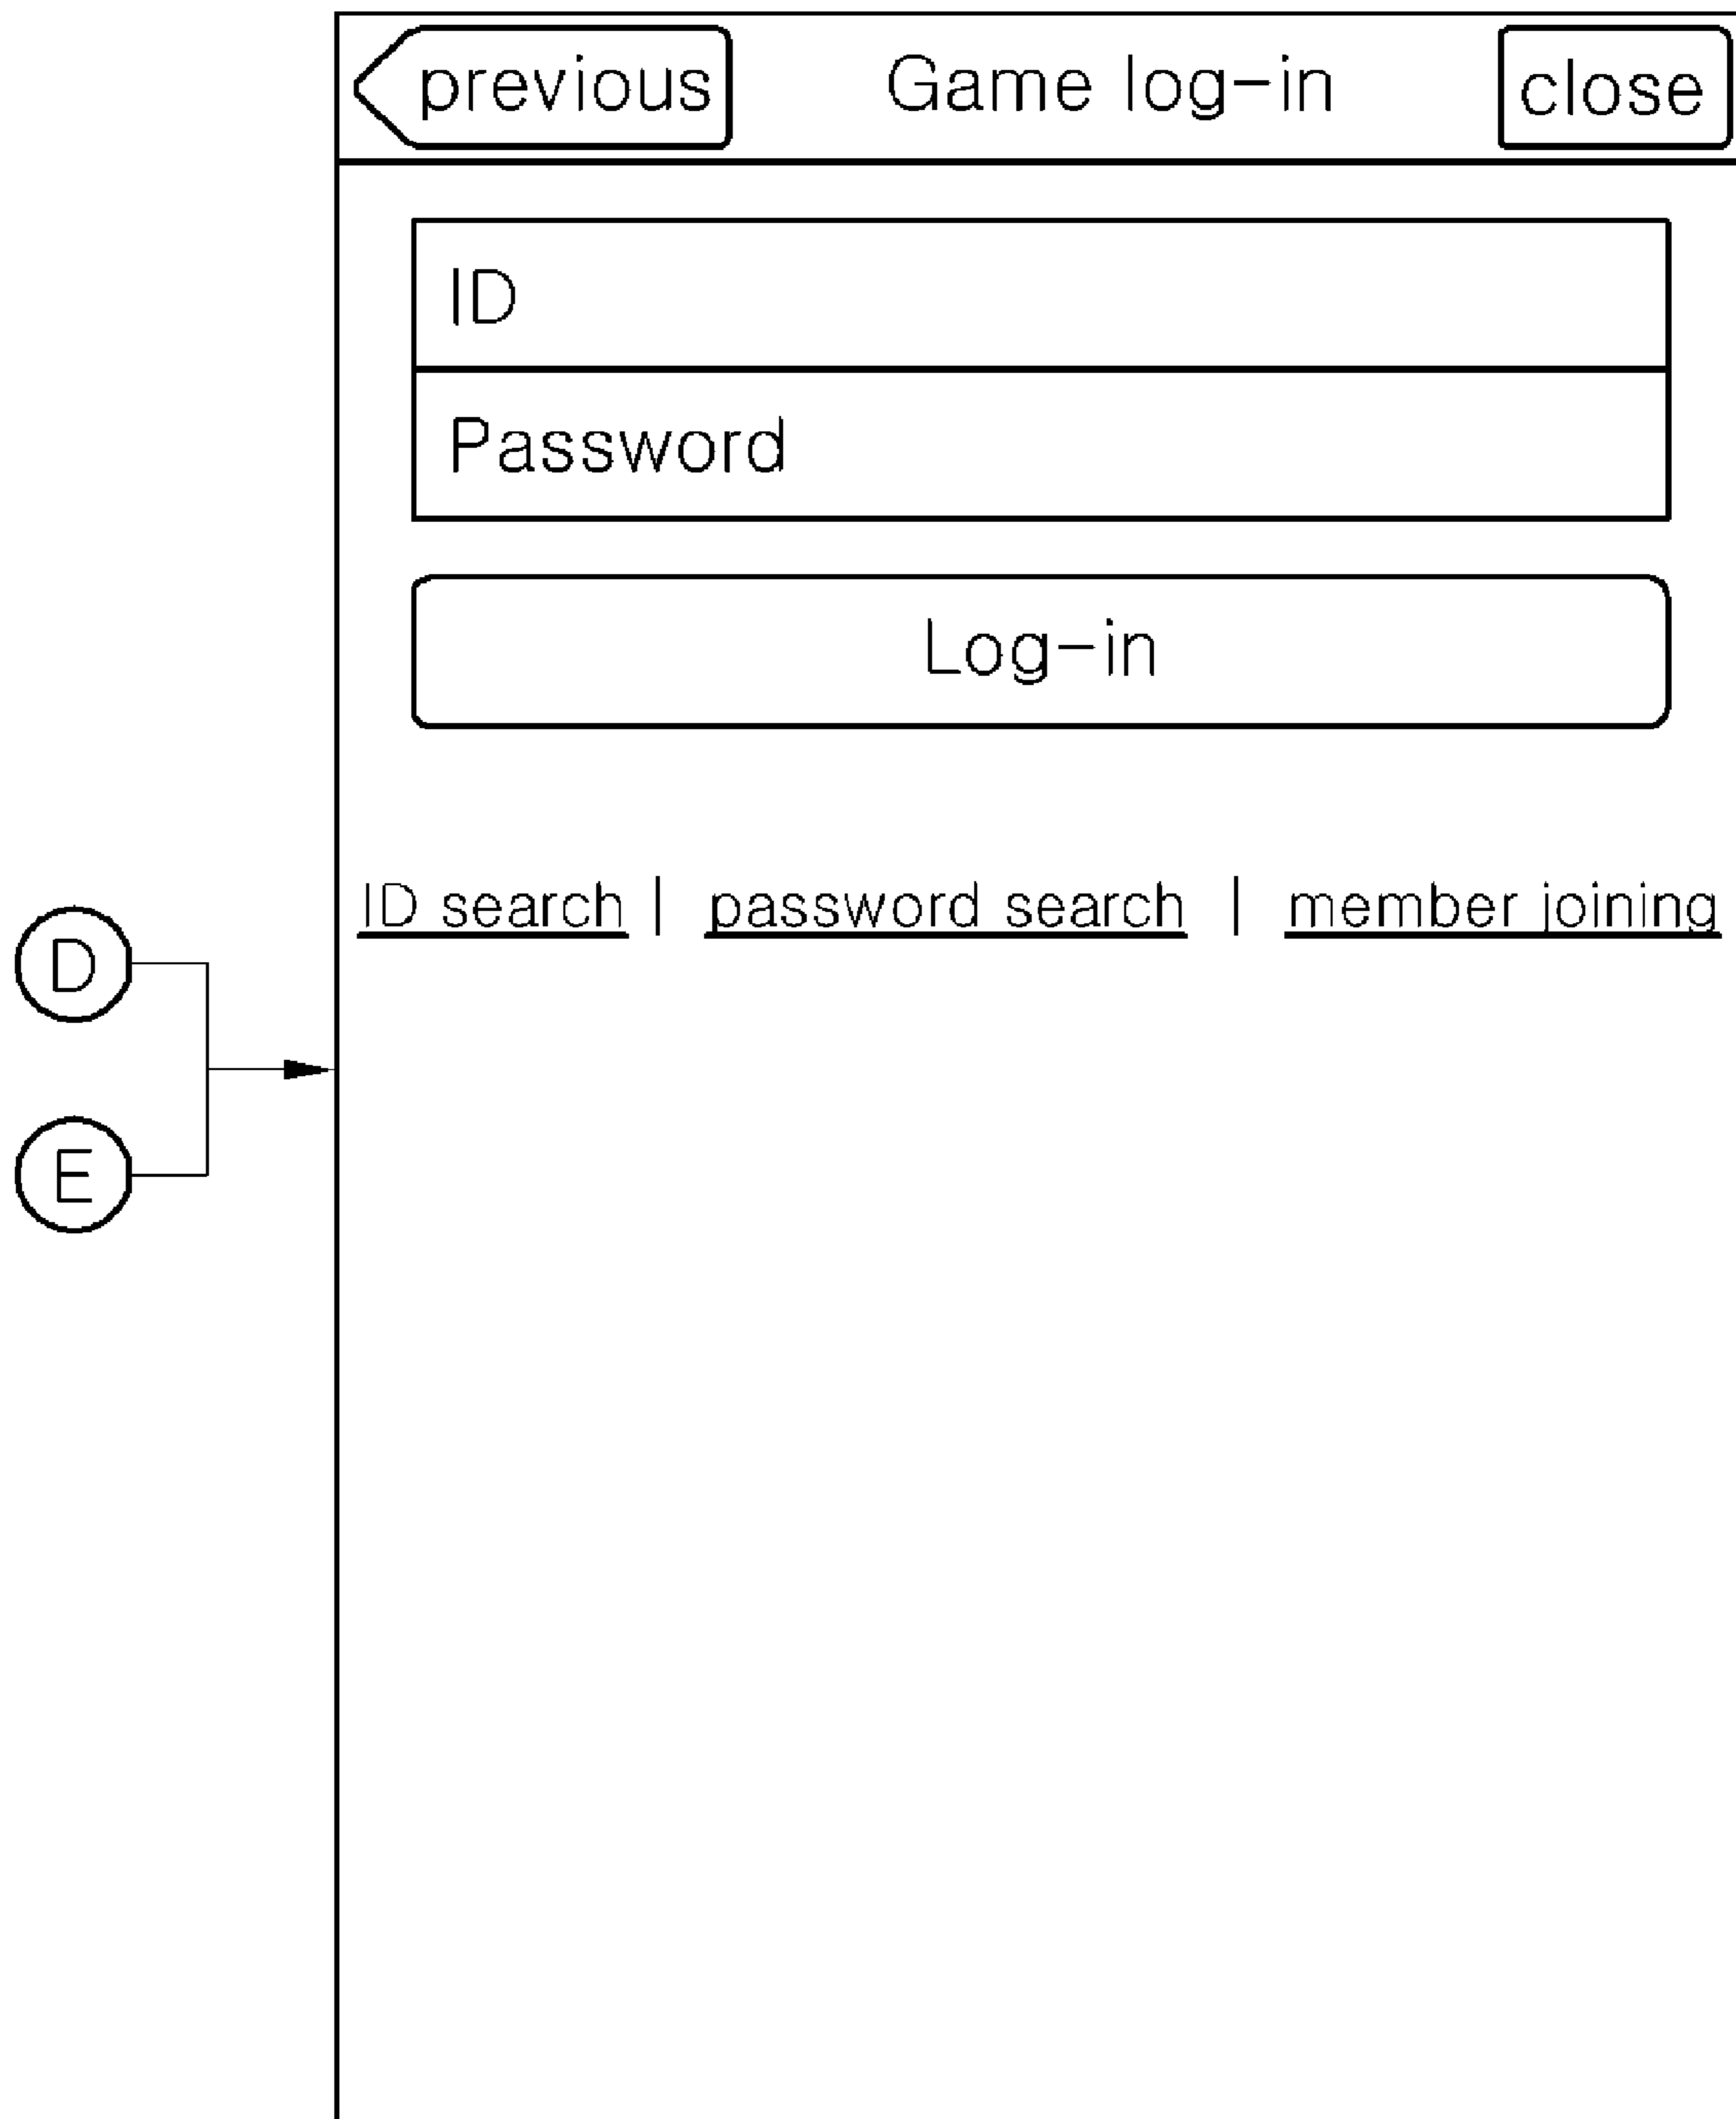 previous Game log-in close
ID
Password
Log-in
ID search | password search | member joining
D
E